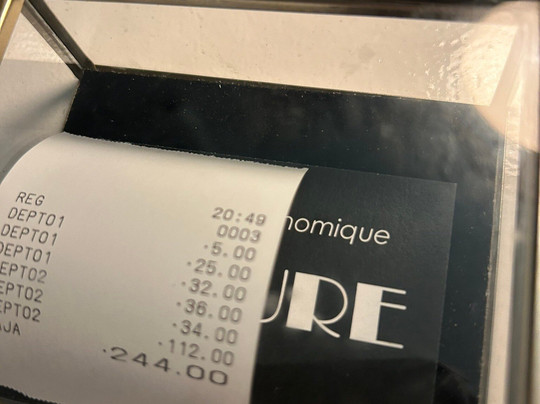 20:49
REG 0003
DEPT01 ·5.00
DEPT01 ·25.00
DEPT01 ·32.00
EPT02 ·36.00
EPT02 ·34.00
EPT02 ·112.00
AJA ·244.00
nomique
URE